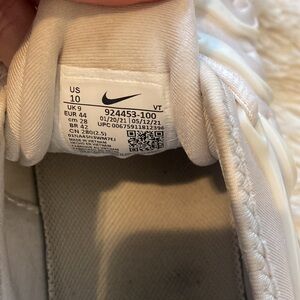 US
10
UK 9 VT
EUR 44 924453-100
cm 28 01/20/21 05/12/21
BR 42 UPC 00675911812396
CN 280(2.5)
MADE IN VIETNAM